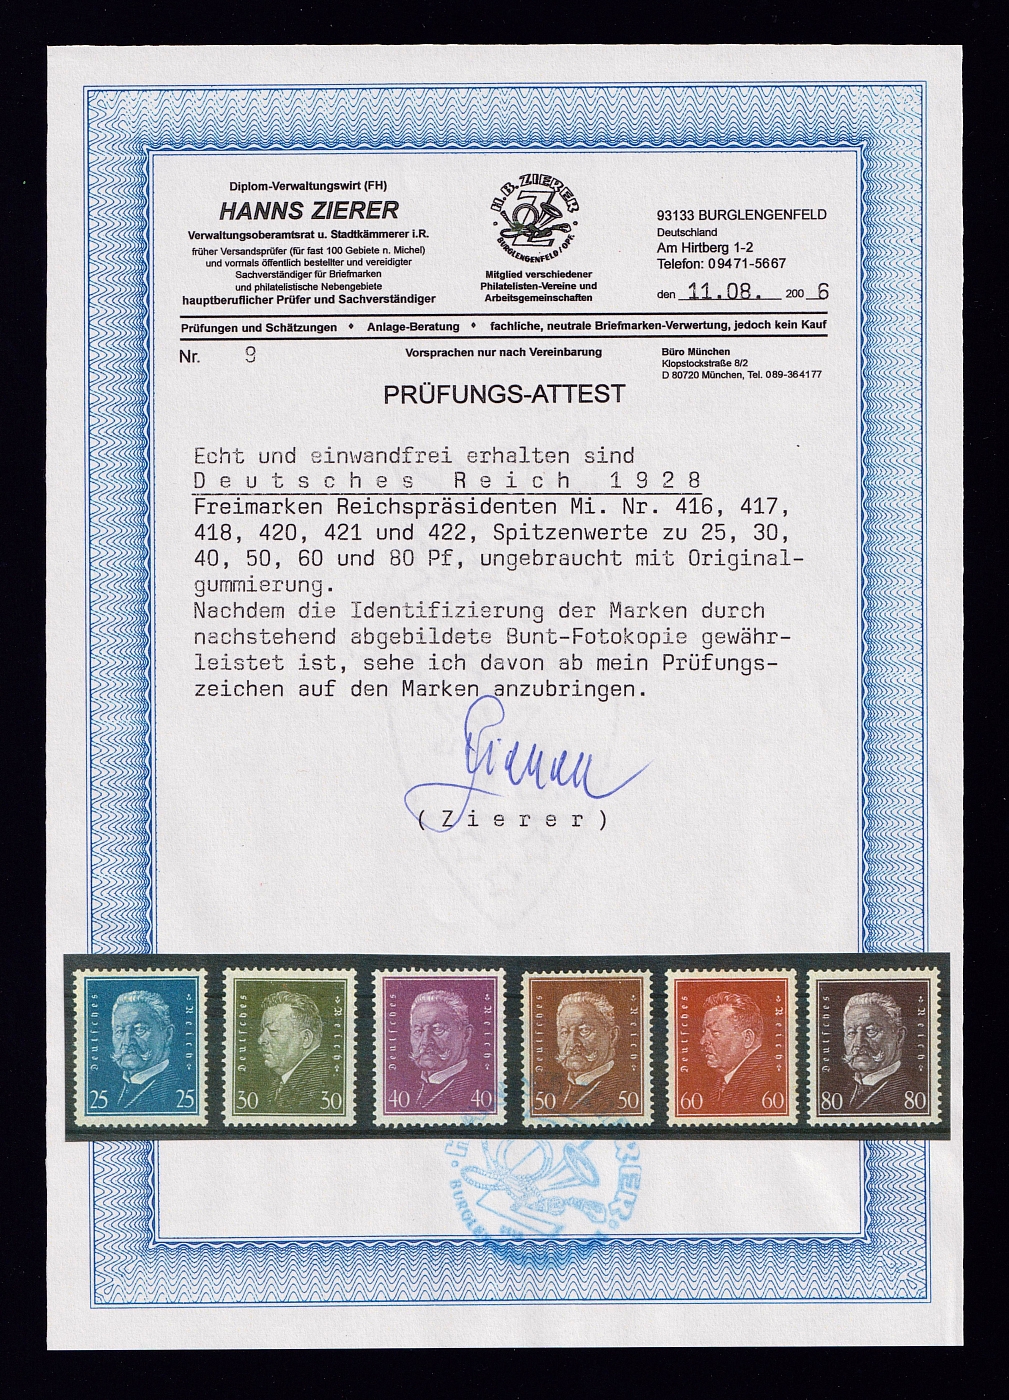 Diplom-Verwaltungswirt (FH)
HANNS ZIERER
Verwaltungsoberamtsrat u. Stadtkämmerer i.R.
früher Versandsprüfer (für fast 100 Gebiete n. Michel)
und vormals öffentlich bestellter und vereidigter
Sachverständiger für Briefmarken
und philatelistische Nebengebiete
hauptberuflicher Prüfer und Sachverständiger
H.B. ZIERER
BURGLENGENFELD/OPF.
Mitglied verschiedener
Philatelisten-Vereine und
Arbeitsgemeinschaften
93133 BURGLENGENFELD
Deutschland
Am Hirtberg 1-2
Telefon: 09471-5667
den 11.08. 2006
Prüfungen und Schätzungen • Anlage-Beratung • fachliche, neutrale Briefmarken-Verwertung, jedoch kein Kauf
Nr. 9
Vorsprachen nur nach Vereinbarung
Büro München
Klopstockstraße 8/2
D 80720 München, Tel. 089-364177
PRÜFUNGS-ATTEST
Echt und einwandfrei erhalten sind
Deutsches Reich 1928
Freimarken Reichspräsidenten Mi. Nr. 416, 417,
418, 420, 421 und 422, Spitzenwerte zu 25, 30,
40, 50, 60 und 80 Pf, ungebraucht mit Original-
gummierung.
Nachdem die Identifizierung der Marken durch
nachstehend abgebildete Bunt-Fotokopie gewähr-
leistet ist, sehe ich davon ab mein Prüfungs-
zeichen auf den Marken anzubringen.
(Zierer)
Deutsches Reich
25 25
Deutsches Reich
30 30
Deutsches Reich
40 40
Deutsches Reich
50 50
Deutsches Reich
60 60
Deutsches Reich
80 80